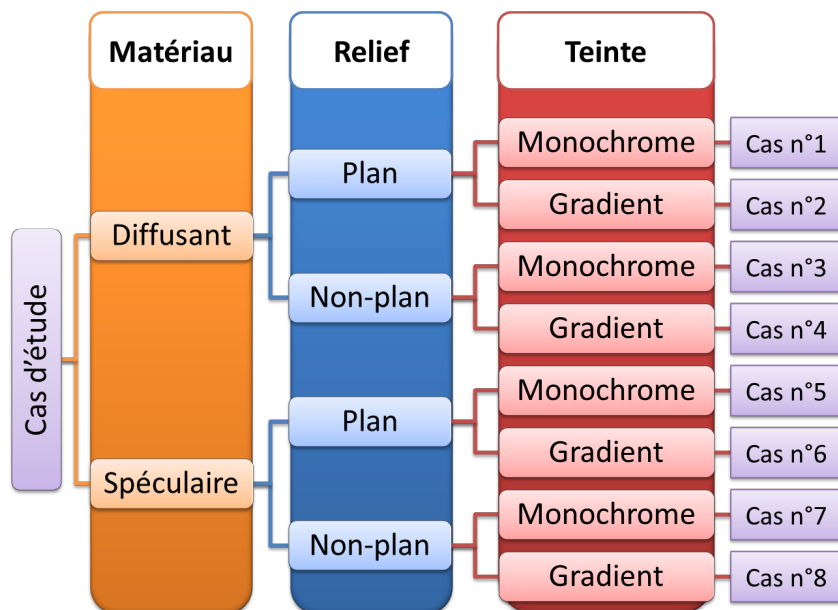 Matériau
Relief
Teinte
Cas d'étude
Diffusant
Plan
Monochrome
Cas n°1
Gradient
Cas n°2
Non-plan
Monochrome
Cas n°3
Gradient
Cas n°4
Spéculaire
Plan
Monochrome
Cas n°5
Gradient
Cas n°6
Non-plan
Monochrome
Cas n°7
Gradient
Cas n°8